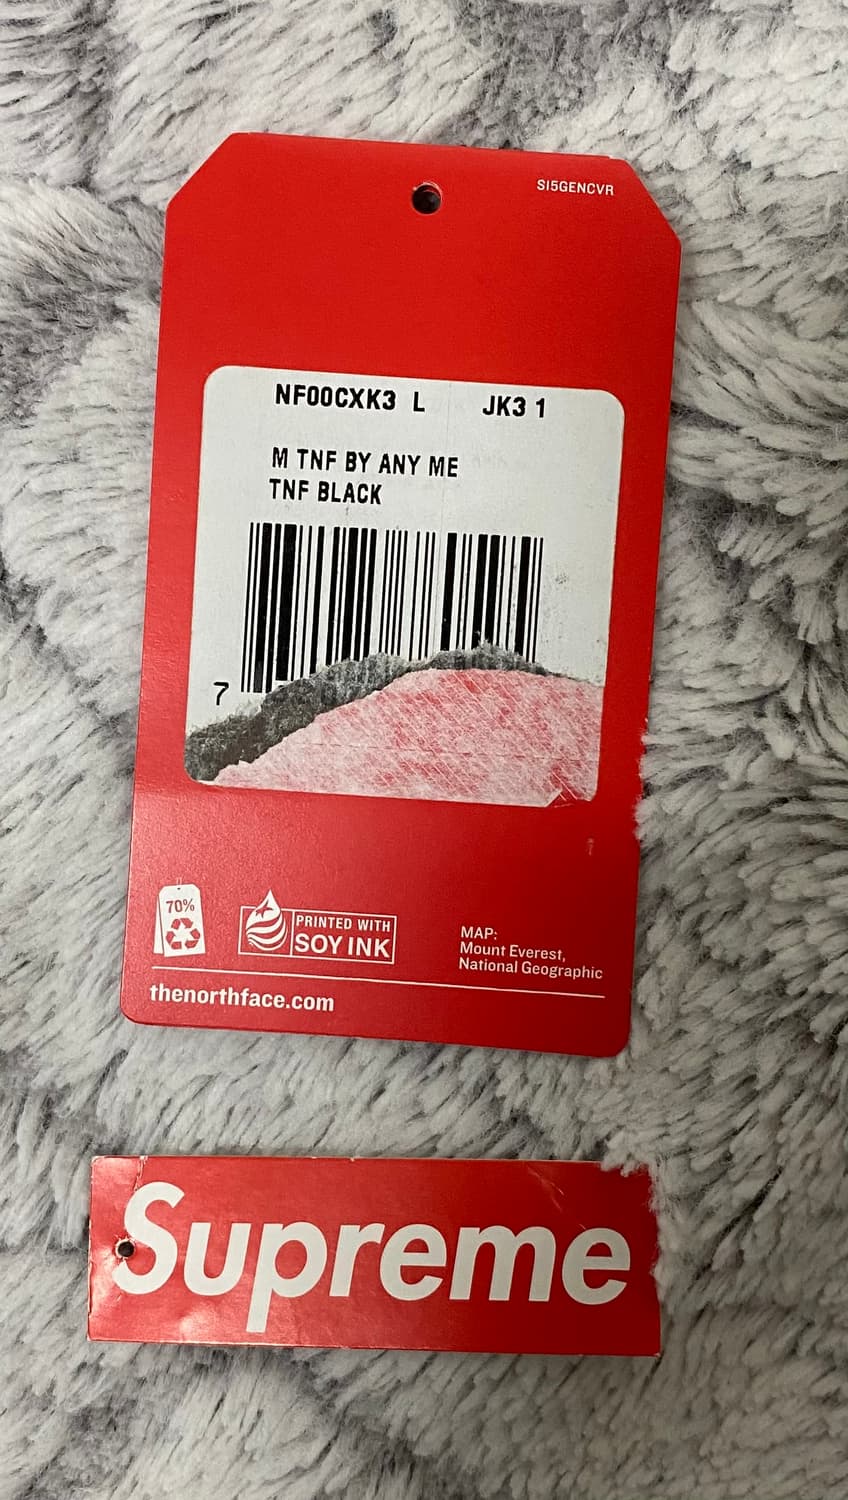 SI5GENCVR
NF00CXK3 L JK3 1
M TNF BY ANY ME
TNF BLACK
7
70%
PRINTED WITH
SOY INK
MAP:
Mount Everest,
National Geographic
thenorthface.com
Supreme